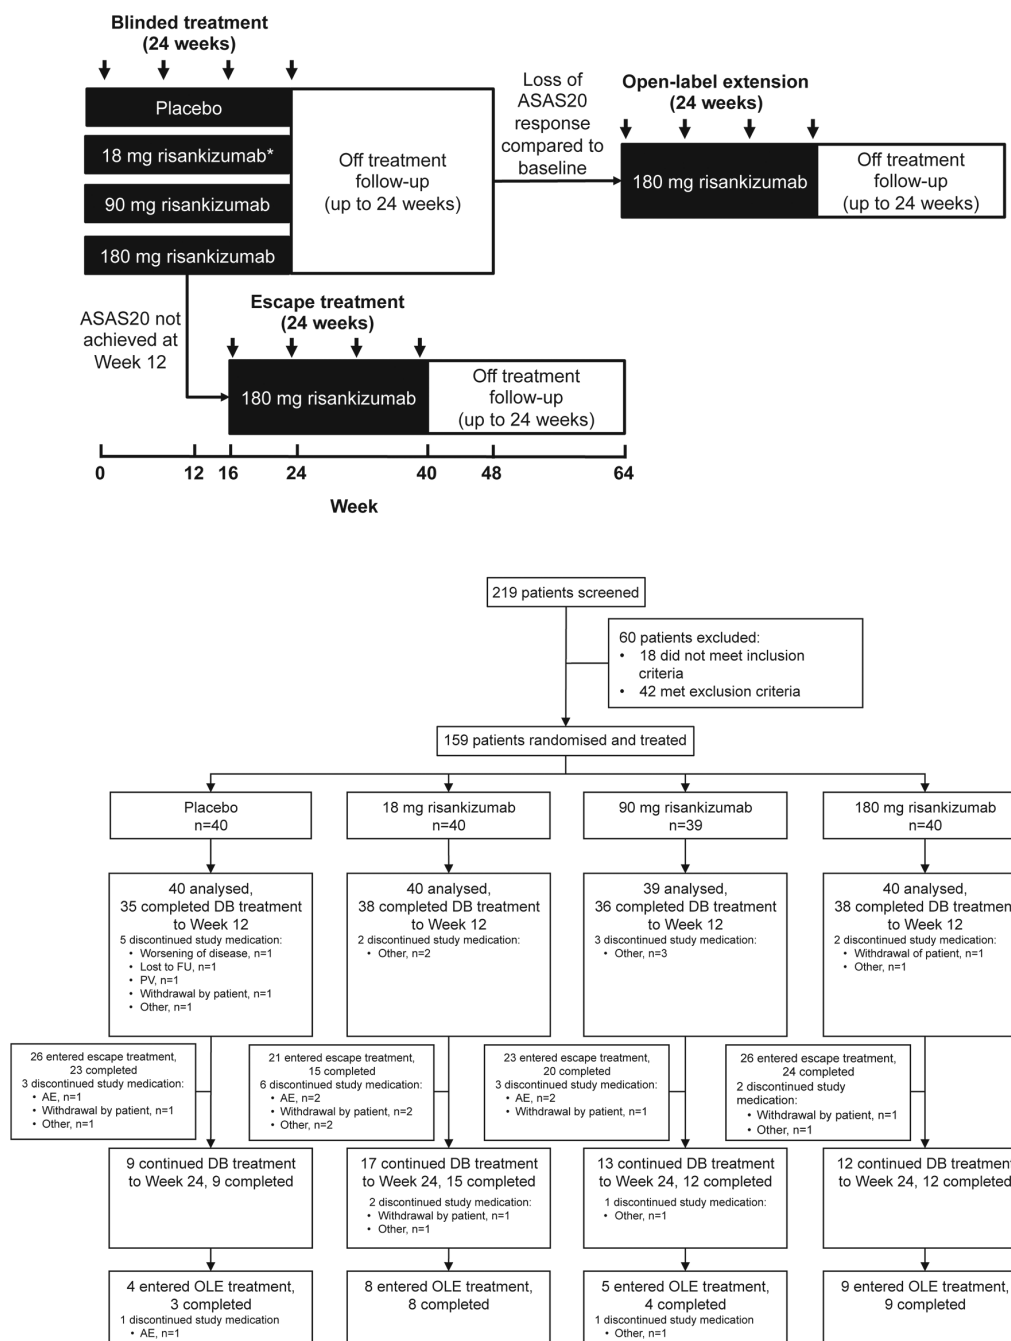 Blinded treatment
(24 weeks)
Placebo
18 mg risankizumab*
90 mg risankizumab
180 mg risankizumab
Off treatment
follow-up
(up to 24 weeks)
Loss of
ASAS20
response
compared to
baseline
Open-label extension
(24 weeks)
180 mg risankizumab
Off treatment
follow-up
(up to 24 weeks)
ASAS20 not
achieved at
Week 12
Escape treatment
(24 weeks)
180 mg risankizumab
Off treatment
follow-up
(up to 24 weeks)
0 12 16 24 40 48 64
Week
219 patients screened
60 patients excluded:
• 18 did not meet inclusion
criteria
• 42 met exclusion criteria
159 patients randomised and treated
Placebo
n=40
18 mg risankizumab
n=40
90 mg risankizumab
n=39
180 mg risankizumab
n=40
40 analysed,
35 completed DB treatment
to Week 12
5 discontinued study medication:
• Worsening of disease, n=1
• Lost to FU, n=1
• PV, n=1
• Withdrawal by patient, n=1
• Other, n=1
40 analysed,
38 completed DB treatment
to Week 12
2 discontinued study medication:
• Other, n=2
39 analysed,
36 completed DB treatment
to Week 12
3 discontinued study medication:
• Other, n=3
40 analysed,
38 completed DB treatment
to Week 12
2 discontinued study medication:
• Withdrawal of patient, n=1
• Other, n=1
26 entered escape treatment,
23 completed
3 discontinued study medication:
• AE, n=1
• Withdrawal by patient, n=1
• Other, n=1
21 entered escape treatment,
15 completed
6 discontinued study medication:
• AE, n=2
• Withdrawal by patient, n=2
• Other, n=2
23 entered escape treatment,
20 completed
3 discontinued study medication:
• AE, n=2
• Withdrawal by patient, n=1
26 entered escape treatment,
24 completed
2 discontinued study
medication:
• Withdrawal by patient, n=1
• Other, n=1
9 continued DB treatment
to Week 24, 9 completed
17 continued DB treatment
to Week 24, 15 completed
2 discontinued study medication:
• Withdrawal by patient, n=1
• Other, n=1
13 continued DB treatment
to Week 24, 12 completed
1 discontinued study medication:
• Other, n=1
12 continued DB treatment
to Week 24, 12 completed
4 entered OLE treatment,
3 completed
1 discontinued study medication
• AE, n=1
8 entered OLE treatment,
8 completed
5 entered OLE treatment,
4 completed
1 discontinued study medication
• Other, n=1
9 entered OLE treatment,
9 completed